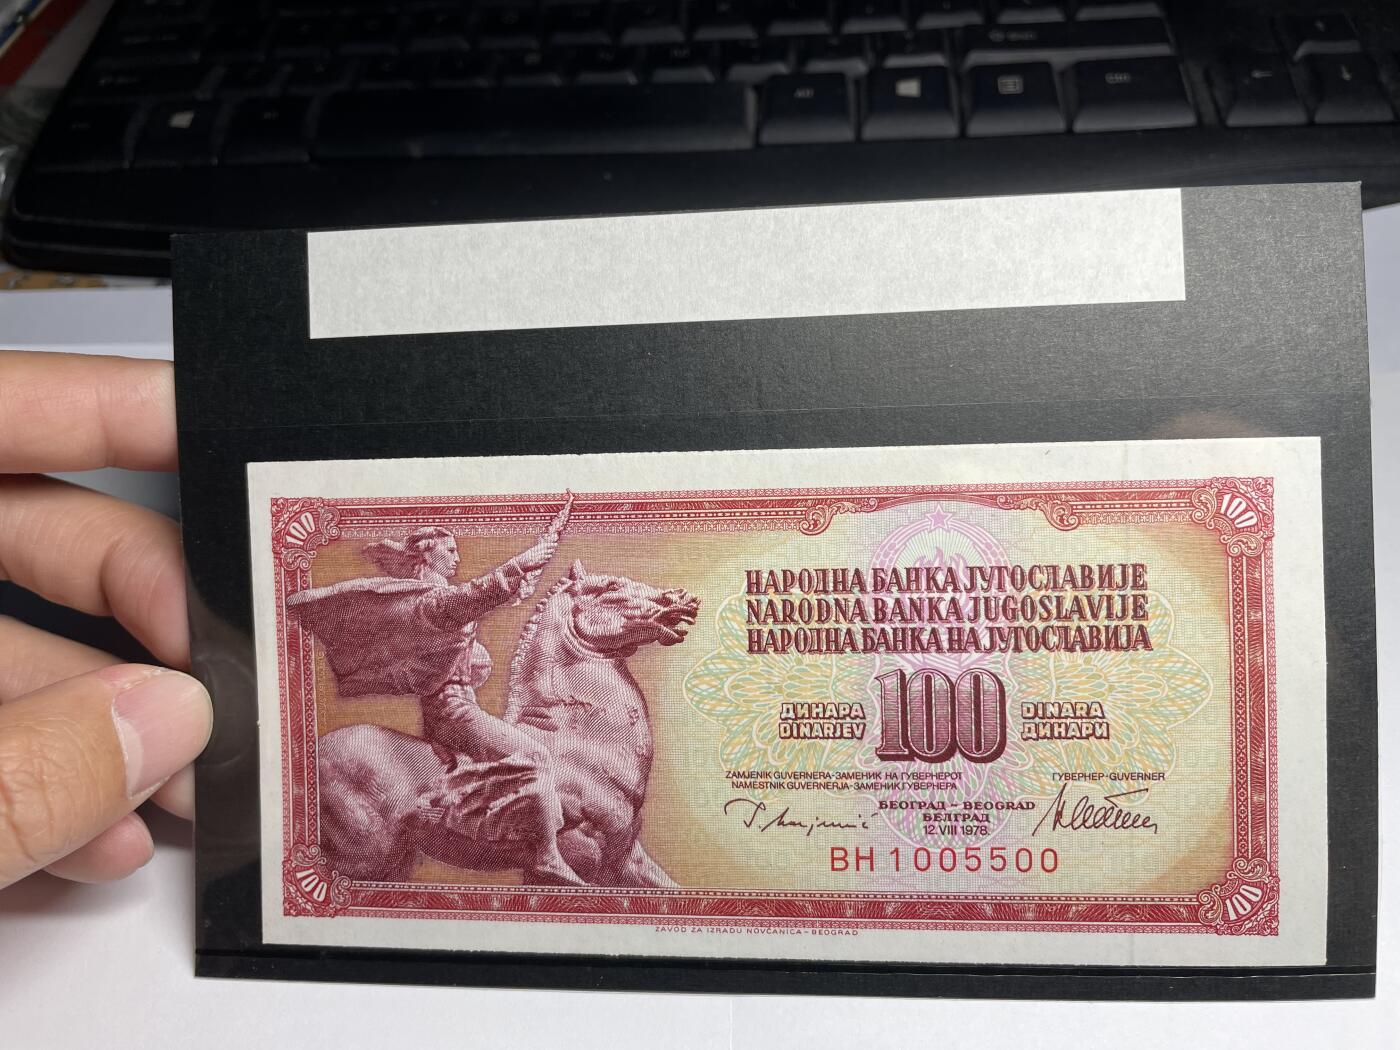 100
100
НАРОДНА БАНКА ЈУГОСЛАВИЈЕ
NARODNA BANKA JUGOSLAVIJE
НАРОДНА БАНКА НА ЈУГОСЛАВИЈА
ДИНАРА
DINARJEV
100
DINARA
ДИНАРИ
ZAMJENIK GUVERNERA-ЗАМЕНИК НА ГУВЕРНЕРОТ
NAMESTNIK GUVERNERJA-ЗАМЕНИК ГУВЕРНЕРА
ГУВЕРНЕР-GUVERNER
БЕОГРАД – BEOGRAD
БЕЛГРАД
12.VIII 1978.
BH 1005500
100
100
ZAVOD ZA IZRADU NOVČANICA – BEOGRAD